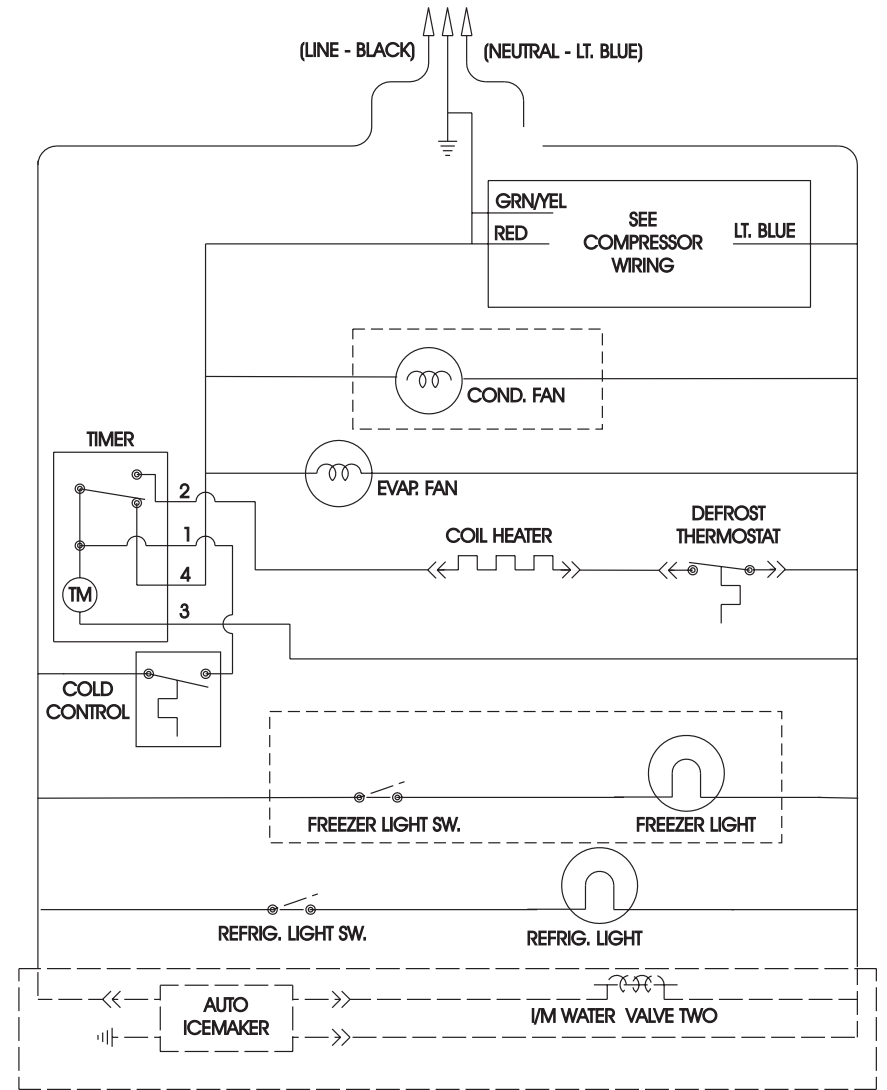 (LINE - BLACK)
(NEUTRAL - LT. BLUE)
GRN/YEL
RED
SEE
COMPRESSOR
WIRING
LT. BLUE
COND. FAN
TIMER
EVAP. FAN
2
1
4
3
TM
COIL HEATER
DEFROST
THERMOSTAT
COLD
CONTROL
FREEZER LIGHT SW.
FREEZER LIGHT
REFRIG. LIGHT SW.
REFRIG. LIGHT
AUTO
ICEMAKER
I/M WATER VALVE TWO